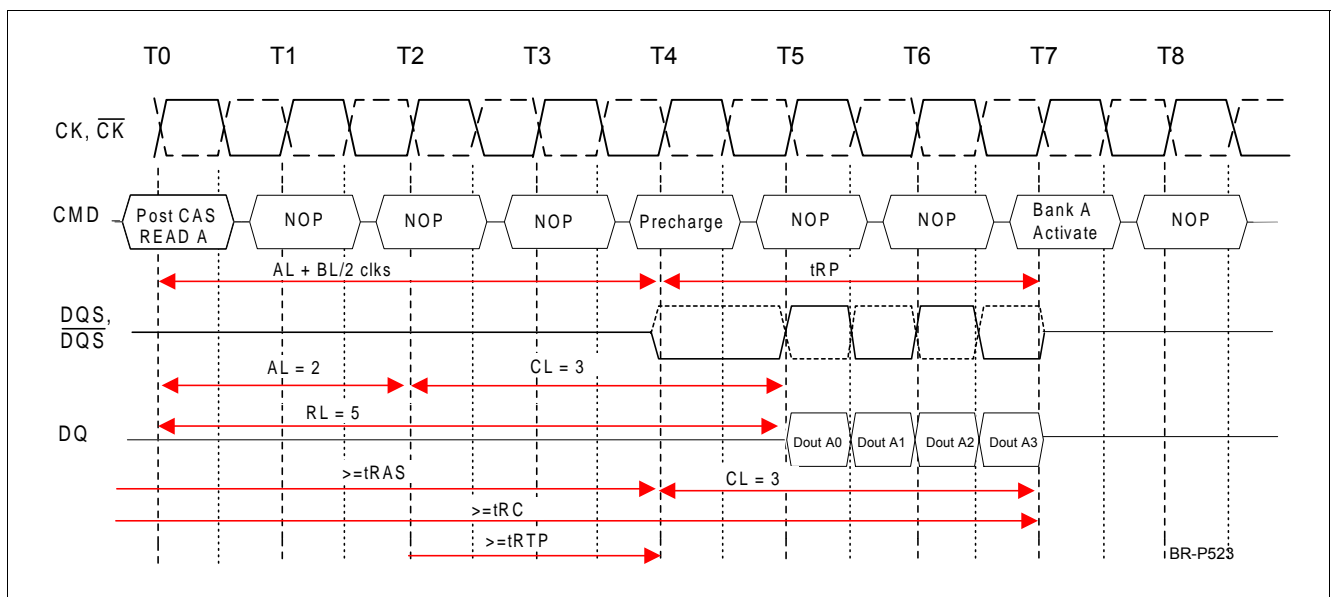 T0 T1 T2 T3 T4 T5 T6 T7 T8
CK, CK
CMD Post CAS READ A NOP NOP NOP Precharge NOP NOP Bank A Activate NOP
AL + BL/2 clks tRP
DQS,
DQS
AL = 2 CL = 3
RL = 5
DQ Dout A0 Dout A1 Dout A2 Dout A3
>=tRAS CL = 3
>=tRC
>=tRTP
BR-P523